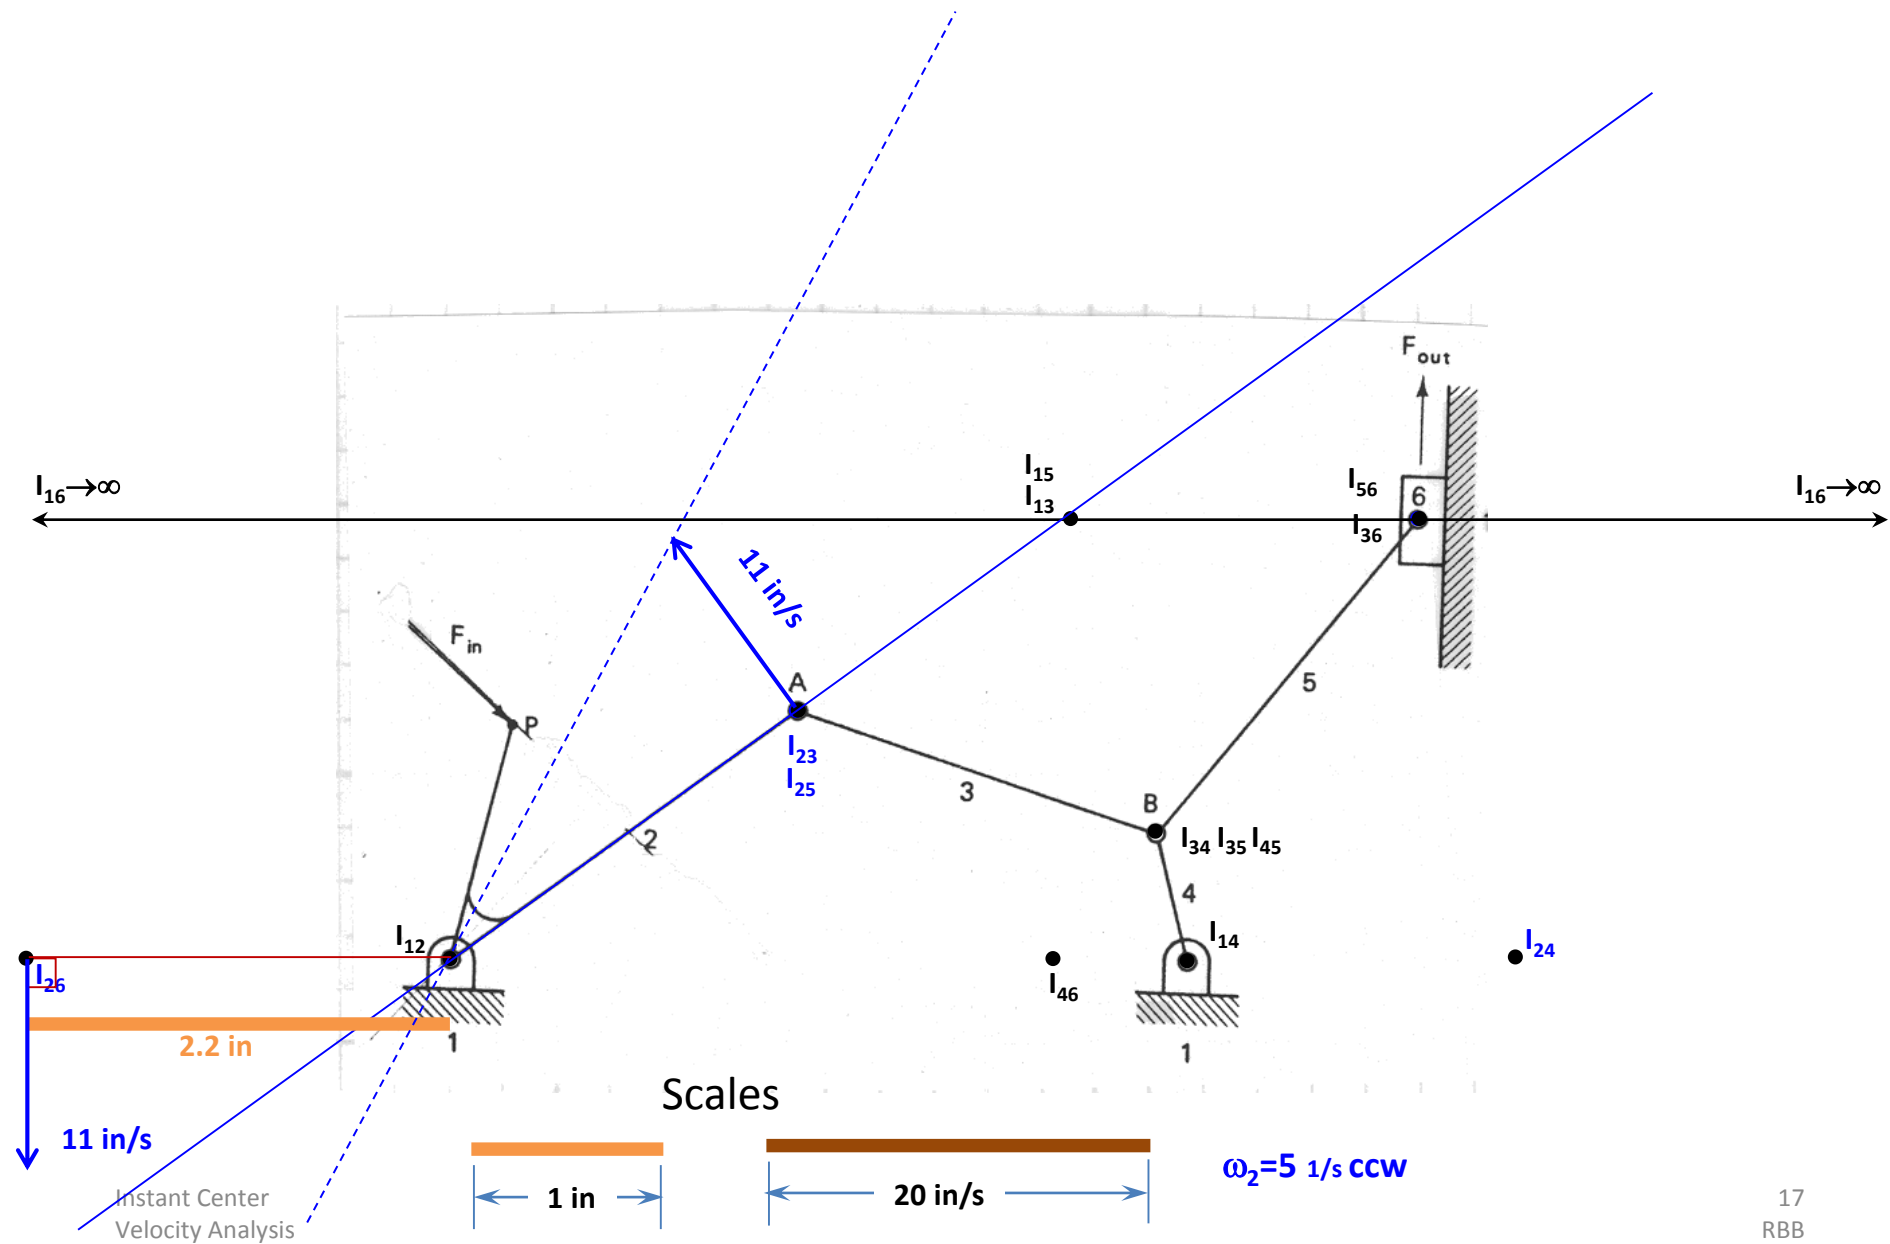 F out
I15
I16→∞
I13
I56
6
I36
I16→∞
11 in/s
F in
P
A
I23
I25
5
3
B
2
I34 I35 I45
4
I12
I14
I24
I26
I46
2.2 in
1
1
Scales
11 in/s
1 in
20 in/s
ω2=5 1/s ccw
Instant Center
Velocity Analysis
17
RBB